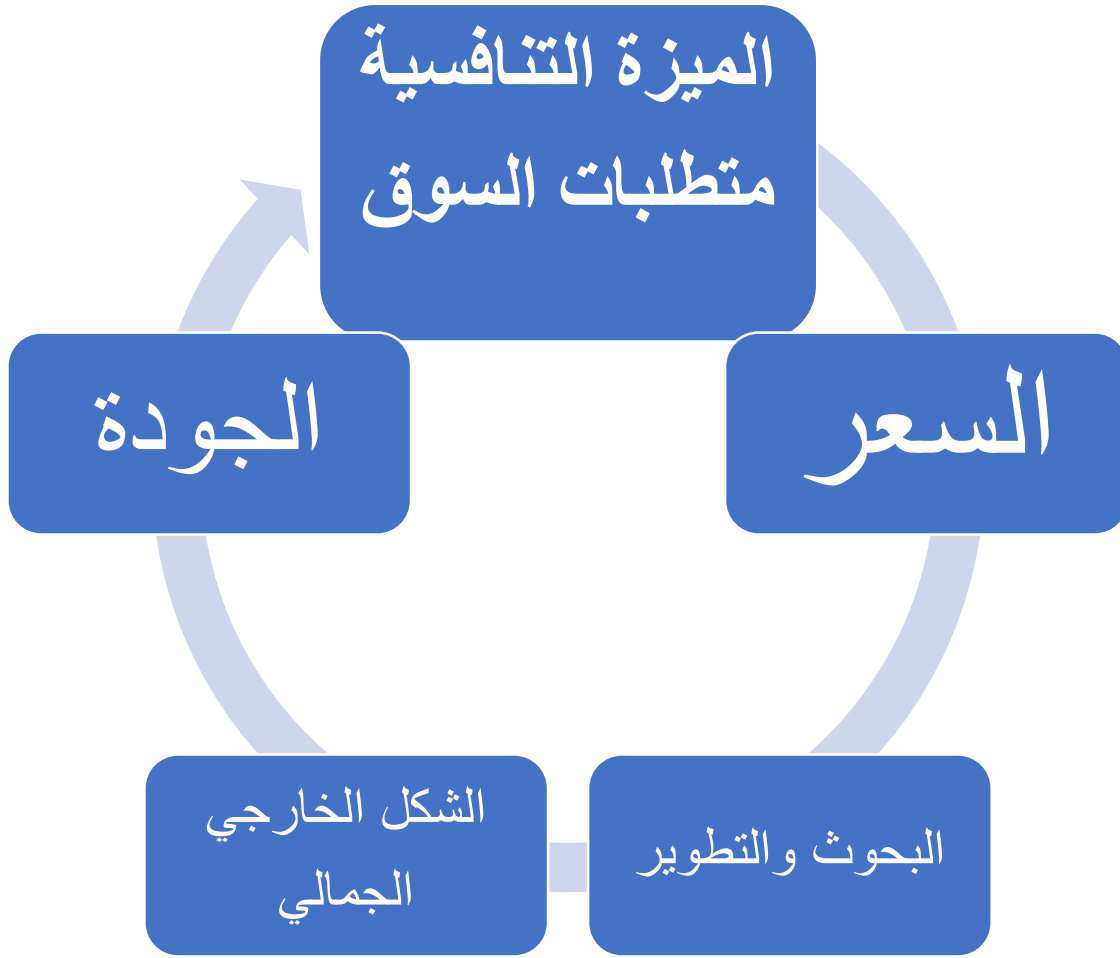 الميزة التنافسية
متطلبات السوق
السعر
الجودة
البحوث والتطوير
الشكل الخارجي
الجمالي